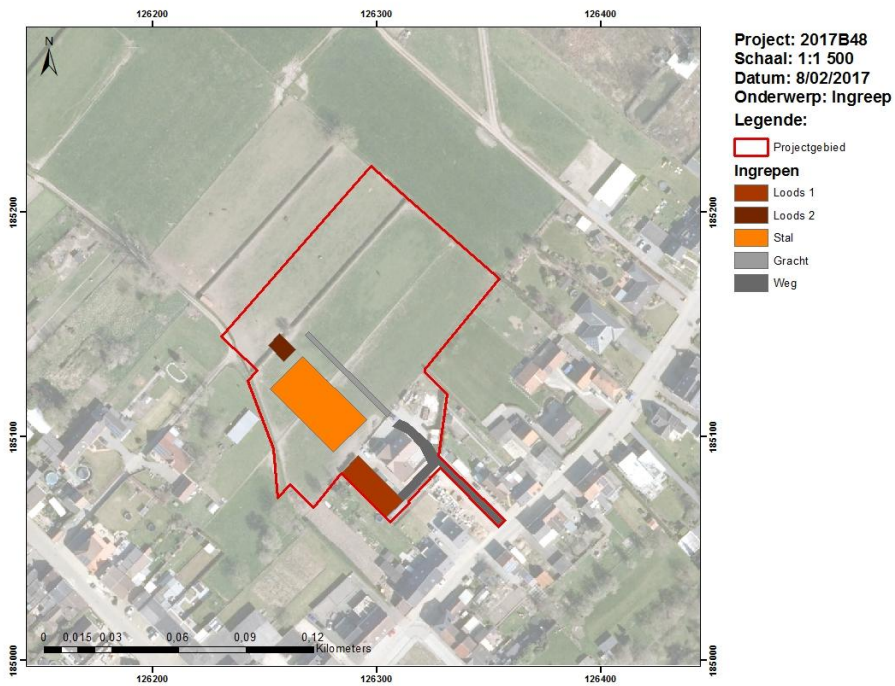 126200
126300
126400
N
185200
185200
185100
185100
185000
185000
0
0,015
0,03
0,06
0,09
0,12
Kilometers
126200
126300
126400
Project: 2017B48
Schaal: 1:1 500
Datum: 8/02/2017
Onderwerp: Ingreep
Legende:
Projectgebied
Ingrepen
Loods 1
Loods 2
Stal
Gracht
Weg